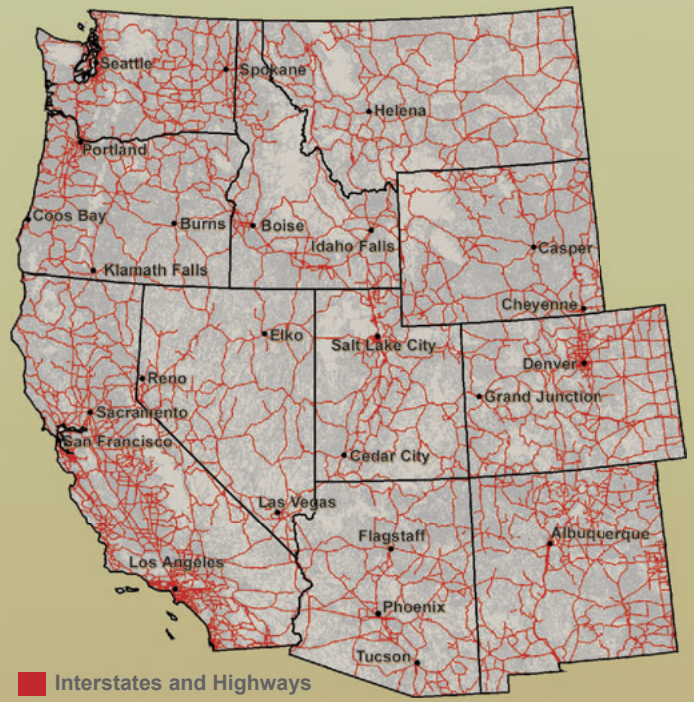 Seattle
Spokane
Helena
Portland
Coos Bay
Burns
Boise
Idaho Falls
Casper
Klamath Falls
Cheyenne
Elko
Salt Lake City
Denver
Reno
Grand Junction
Sacramento
San Francisco
Cedar City
Las Vegas
Flagstaff
Albuquerque
Los Angeles
Phoenix
Tucson
Interstates and Highways